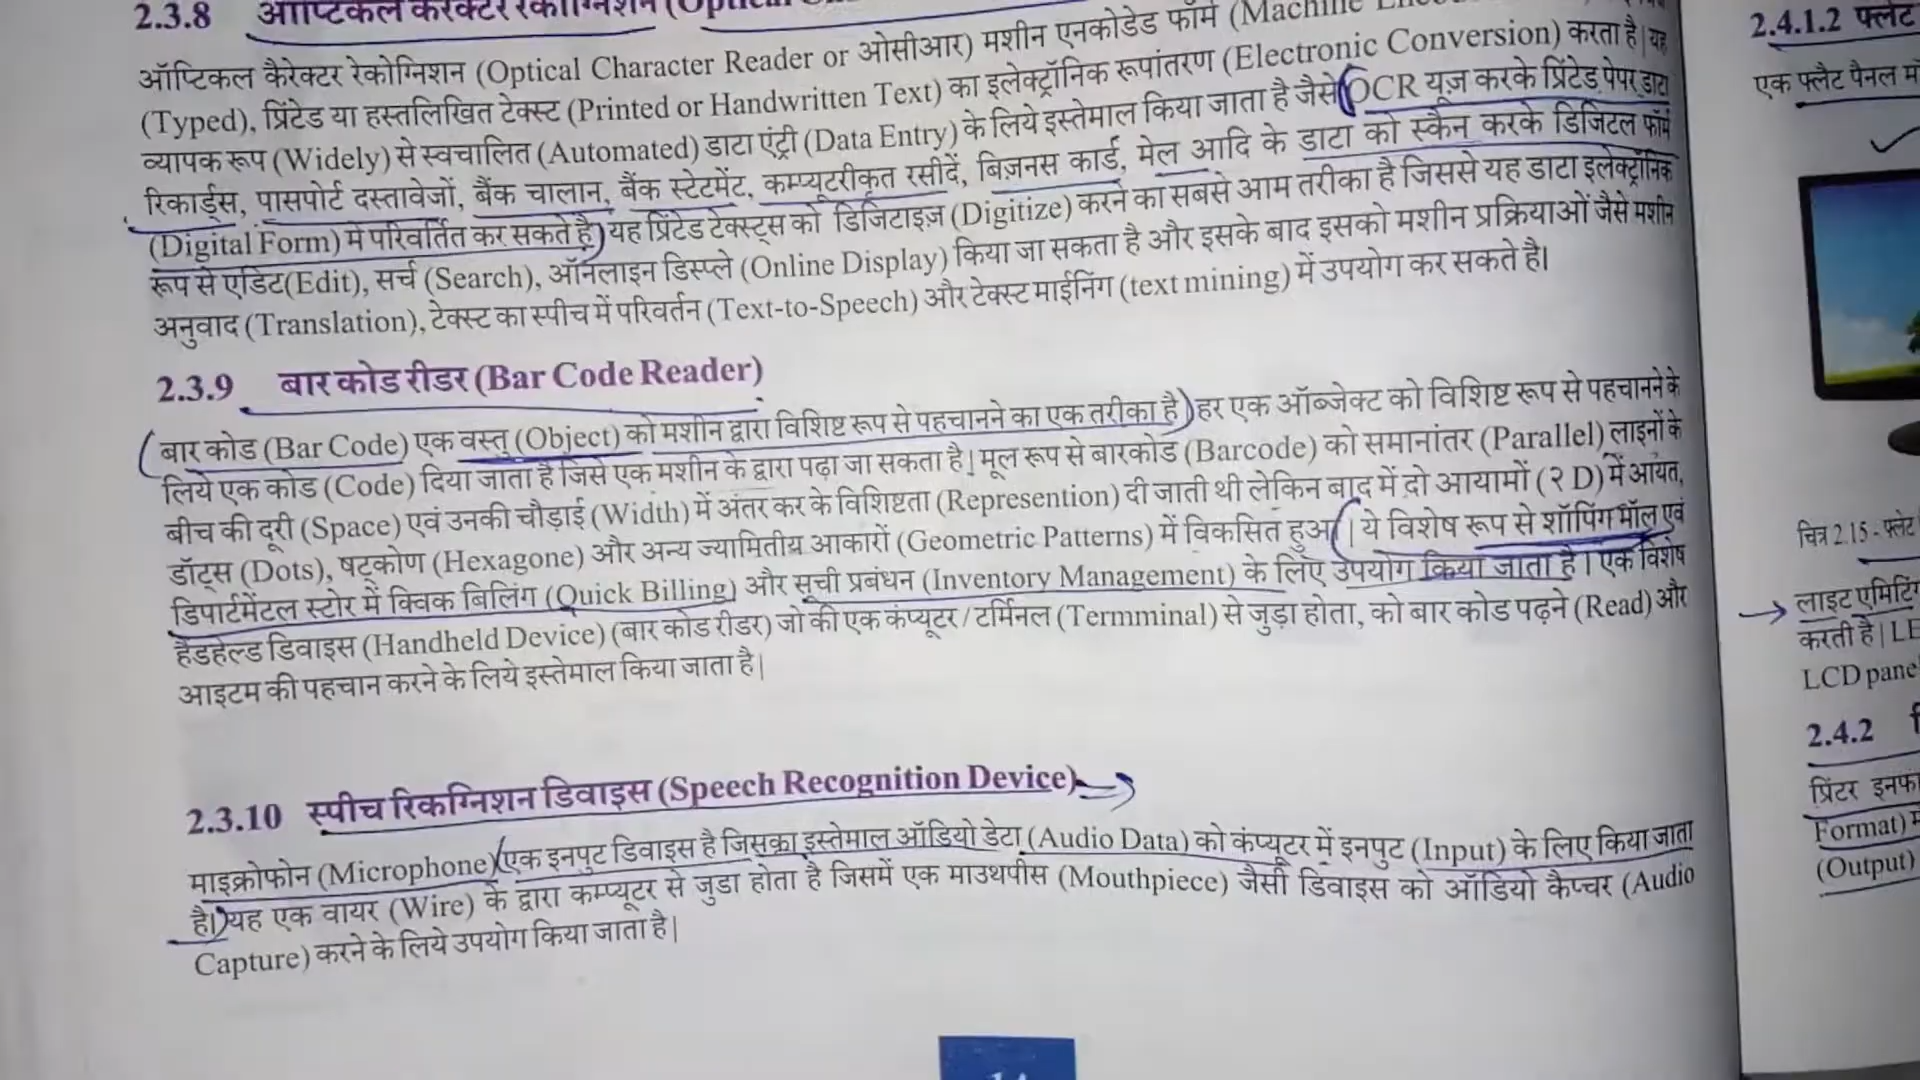 2.3.8 ऑप्टिकल कैरेक्टर रेकोग्निशन (Optical
ऑप्टिकल कैरेक्टर रेकोग्निशन (Optical Character Reader or ओसीआर) मशीन एनकोडेड फॉर्म (Machine
(Typed), प्रिंटेड या हस्तलिखित टेक्स्ट (Printed or Handwritten Text) का इलेक्ट्रॉनिक रूपांतरण (Electronic Conversion) करता है। यह
व्यापक रूप (Widely) से स्वचालित (Automated) डाटा एंट्री (Data Entry) के लिये इस्तेमाल किया जाता है जैसे OCR यूज़ करके प्रिंटेड पेपर डाटा
रिकार्ड्स, पासपोर्ट दस्तावेजों, बैंक चालान, बैंक स्टेटमेंट, कम्प्यूटरीकृत रसीदें, बिज़नस कार्ड, मेल आदि के डाटा को स्कैन करके डिजिटल फॉर्म
(Digital Form) में परिवर्तित कर सकते है। यह प्रिंटेड टेक्स्ट्स को डिजिटाइज़ (Digitize) करने का सबसे आम तरीका है जिससे यह डाटा इलेक्ट्रॉनिक
रूप से एडिट(Edit), सर्च (Search), ऑनलाइन डिस्प्ले (Online Display) किया जा सकता है और इसके बाद इसको मशीन प्रक्रियाओं जैसे मशीन
अनुवाद (Translation), टेक्स्ट का स्पीच में परिवर्तन (Text-to-Speech) और टेक्स्ट माईनिंग (text mining) में उपयोग कर सकते है।
2.3.9 बार कोड रीडर (Bar Code Reader)
बार कोड (Bar Code) एक वस्तु (Object) को मशीन द्वारा विशिष्ट रूप से पहचानने का एक तरीका है। हर एक ऑब्जेक्ट को विशिष्ट रूप से पहचानने के
लिये एक कोड (Code) दिया जाता है जिसे एक मशीन के द्वारा पढ़ा जा सकता है। मूल रूप से बारकोड (Barcode) को समानांतर (Parallel) लाइनों के
बीच की दूरी (Space) एवं उनकी चौड़ाई (Width) में अंतर कर के विशिष्टता (Represention) दी जाती थी लेकिन बाद में दो आयामों (२ D) में आयत,
डॉट्स (Dots), षट्कोण (Hexagone) और अन्य ज्यामितीय आकारों (Geometric Patterns) में विकसित हुआ। ये विशेष रूप से शॉपिंग मॉल एवं
डिपार्टमेंटल स्टोर में क्विक बिलिंग (Quick Billing) और सूची प्रबंधन (Inventory Management) के लिए उपयोग किया जाता है। एक विशेष
हैंडहेल्ड डिवाइस (Handheld Device) (बार कोड रीडर) जो की एक कंप्यूटर / टर्मिनल (Termminal) से जुड़ा होता, को बार कोड पढ़ने (Read) और
आइटम की पहचान करने के लिये इस्तेमाल किया जाता है।
2.3.10 स्पीच रिकग्निशन डिवाइस (Speech Recognition Device)
माइक्रोफोन (Microphone) एक इनपुट डिवाइस है जिसका इस्तेमाल ऑडियो डेटा (Audio Data) को कंप्यूटर में इनपुट (Input) के लिए किया जाता
है। यह एक वायर (Wire) के द्वारा कम्प्यूटर से जुडा होता है जिसमें एक माउथपीस (Mouthpiece) जैसी डिवाइस को ऑडियो कैप्चर (Audio
Capture) करने के लिये उपयोग किया जाता है।
2.4.1.2 फ्लैट
एक फ्लैट पैनल
चित्र 2.15 - फ्लैट
लाइट
करती है। LE
LCD pane
2.4.2
प्रिंटर
Format)
(Output)